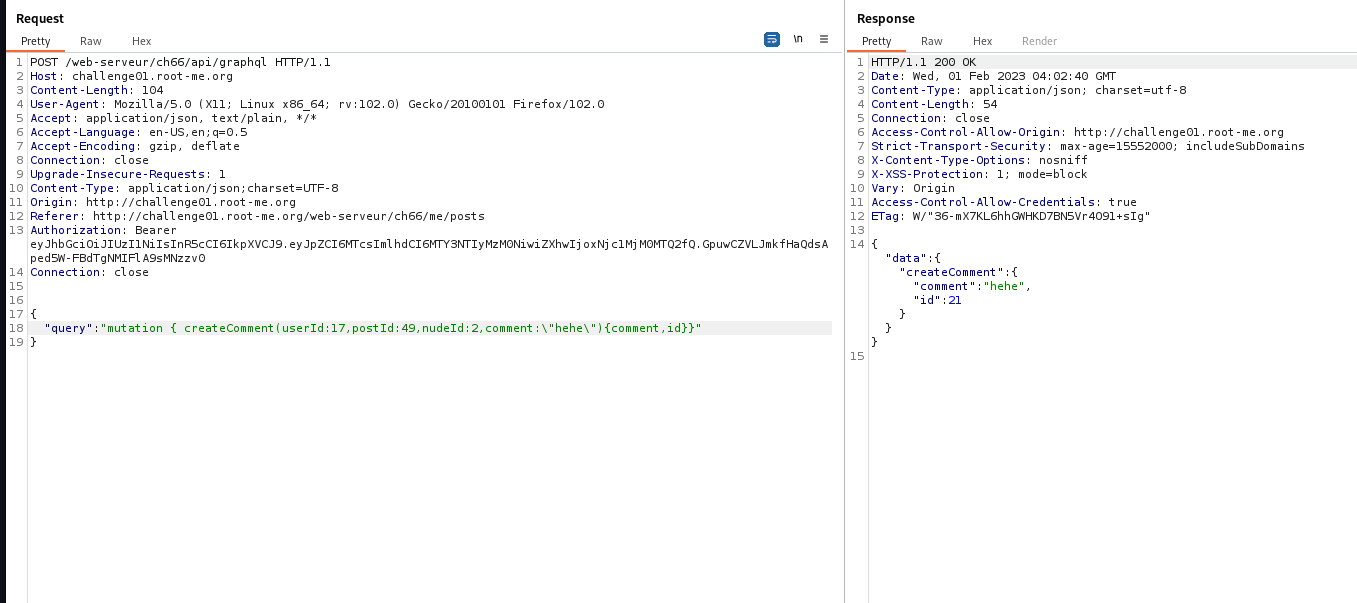 Request
Pretty Raw Hex
\n
1 POST /web-serveur/ch66/api/graphql HTTP/1.1
2 Host: challenge01.root-me.org
3 Content-Length: 104
4 User-Agent: Mozilla/5.0 (X11; Linux x86_64; rv:102.0) Gecko/20100101 Firefox/102.0
5 Accept: application/json, text/plain, */*
6 Accept-Language: en-US,en;q=0.5
7 Accept-Encoding: gzip, deflate
8 Connection: close
9 Upgrade-Insecure-Requests: 1
10 Content-Type: application/json;charset=UTF-8
11 Origin: http://challenge01.root-me.org
12 Referer: http://challenge01.root-me.org/web-serveur/ch66/me/posts
13 Authorization: Bearer
eyJhbGciOiJIUzI1NiIsInR5cCI6IkpXVCJ9.eyJpZCI6MTcsImlhdCI6MTY3NTIyMzM0NiwiZXhwIjoxNjc1MjM0MTQ2fQ.GpuwCZVLJmkfHaQdsA
ped5W-FBdTgNMIFlA9sMNzzv0
14 Connection: close
15
16
17 {
18 "query":"mutation { createComment(userId:17,postId:49,nudeId:2,comment:\"hehe\"){comment,id}}"
19 }
Response
Pretty Raw Hex Render
1 HTTP/1.1 200 OK
2 Date: Wed, 01 Feb 2023 04:02:40 GMT
3 Content-Type: application/json; charset=utf-8
4 Content-Length: 54
5 Connection: close
6 Access-Control-Allow-Origin: http://challenge01.root-me.org
7 Strict-Transport-Security: max-age=15552000; includeSubDomains
8 X-Content-Type-Options: nosniff
9 X-XSS-Protection: 1; mode=block
10 Vary: Origin
11 Access-Control-Allow-Credentials: true
12 ETag: W/"36-mX7KL6hhGWHKD7BN5Vr4O91+sIg"
13
14 {
"data":{
"createComment":{
"comment":"hehe",
"id":21
}
}
}
15